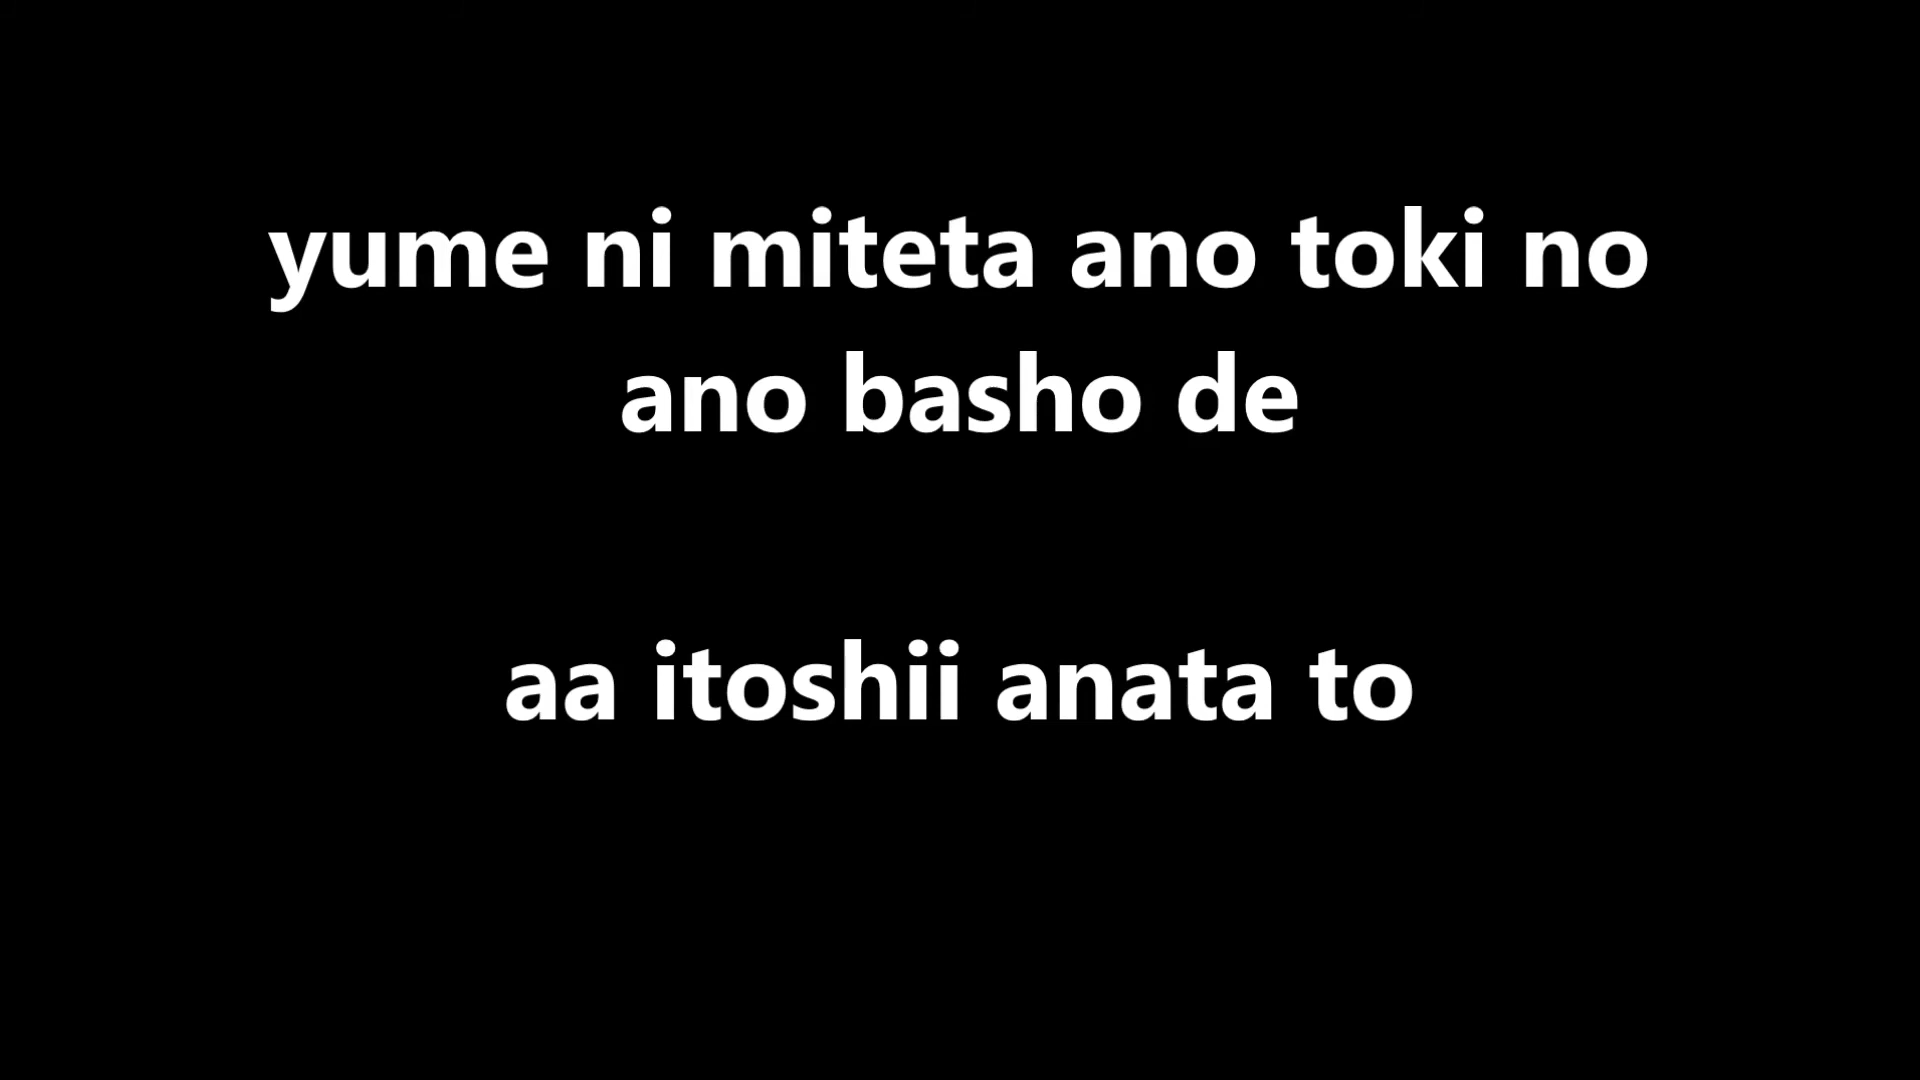 yume ni miteta ano toki no
ano basho de
aa itoshii anata to